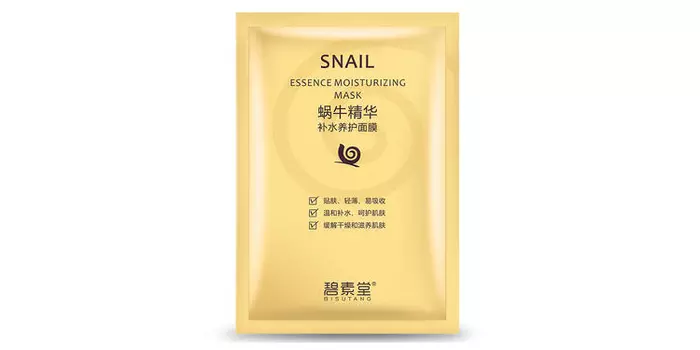 SNAIL
ESSENCE MOISTURIZING
MASK
蜗牛精华
补水养护面膜
贴肤、轻薄、易吸收
温和补水、呵护肌肤
缓解干燥和滋养肌肤
碧素堂®
BISUTANG